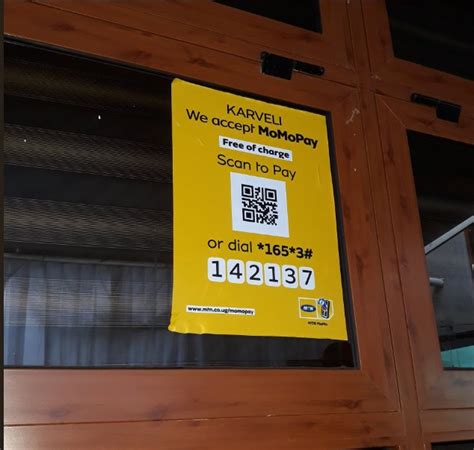 KARVELI
We accept MoMoPay
Free of charge
Scan to Pay
or dial *165*3#
142137
www.mtn.co.ug/momopay
MTN